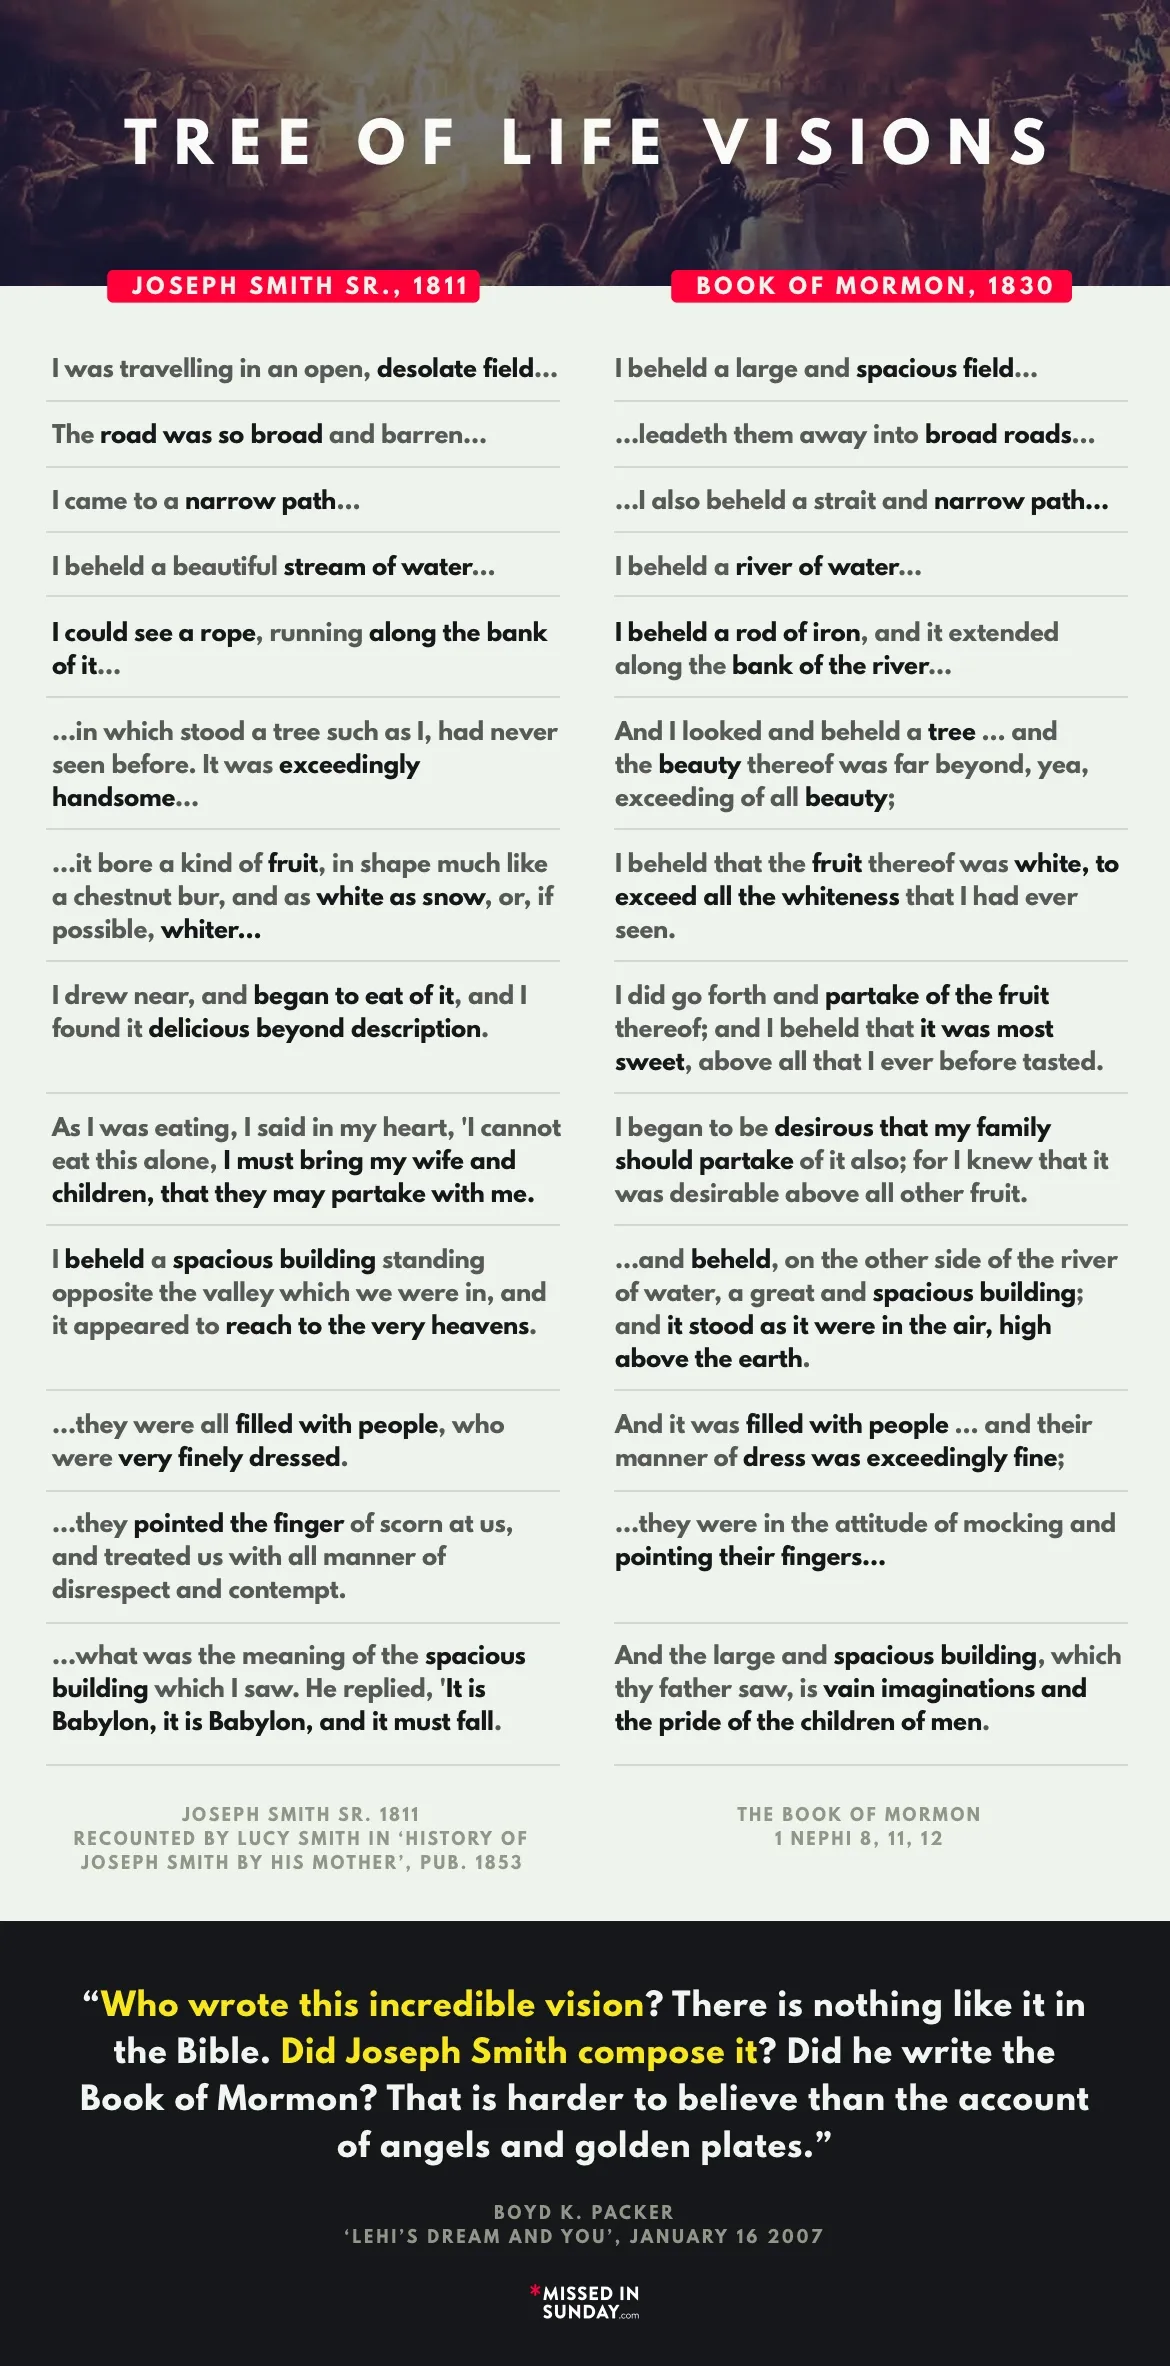 TREE OF LIFE VISIONS
JOSEPH SMITH SR., 1811
BOOK OF MORMON, 1830
I was travelling in an open, desolate field...
I beheld a large and spacious field...
The road was so broad and barren...
...leadeth them away into broad roads...
I came to a narrow path...
...I also beheld a strait and narrow path...
I beheld a beautiful stream of water...
I beheld a river of water...
I could see a rope, running along the bank
of it...
I beheld a rod of iron, and it extended
along the bank of the river...
...in which stood a tree such as I, had never
seen before. It was exceedingly
handsome...
And I looked and beheld a tree ... and
the beauty thereof was far beyond, yea,
exceeding of all beauty;
...it bore a kind of fruit, in shape much like
a chestnut bur, and as white as snow, or, if
possible, whiter...
I beheld that the fruit thereof was white, to
exceed all the whiteness that I had ever
seen.
I drew near, and began to eat of it, and I
found it delicious beyond description.
I did go forth and partake of the fruit
thereof; and I beheld that it was most
sweet, above all that I ever before tasted.
As I was eating, I said in my heart, 'I cannot
eat this alone, I must bring my wife and
children, that they may partake with me.
I began to be desirous that my family
should partake of it also; for I knew that it
was desirable above all other fruit.
I beheld a spacious building standing
opposite the valley which we were in, and
it appeared to reach to the very heavens.
...and beheld, on the other side of the river
of water, a great and spacious building;
and it stood as it were in the air, high
above the earth.
...they were all filled with people, who
were very finely dressed.
And it was filled with people ... and their
manner of dress was exceedingly fine;
...they pointed the finger of scorn at us,
and treated us with all manner of
disrespect and contempt.
...they were in the attitude of mocking and
pointing their fingers...
...what was the meaning of the spacious
building which I saw. He replied, 'It is
Babylon, it is Babylon, and it must fall.
And the large and spacious building, which
thy father saw, is vain imaginations and
the pride of the children of men.
JOSEPH SMITH SR. 1811
RECOUNTED BY LUCY SMITH IN ‘HISTORY OF
JOSEPH SMITH BY HIS MOTHER’, PUB. 1853
THE BOOK OF MORMON
1 NEPHI 8, 11, 12
“Who wrote this incredible vision? There is nothing like it in
the Bible. Did Joseph Smith compose it? Did he write the
Book of Mormon? That is harder to believe than the account
of angels and golden plates.”
BOYD K. PACKER
‘LEHI’S DREAM AND YOU’, JANUARY 16 2007
*MISSED IN
SUNDAY.com